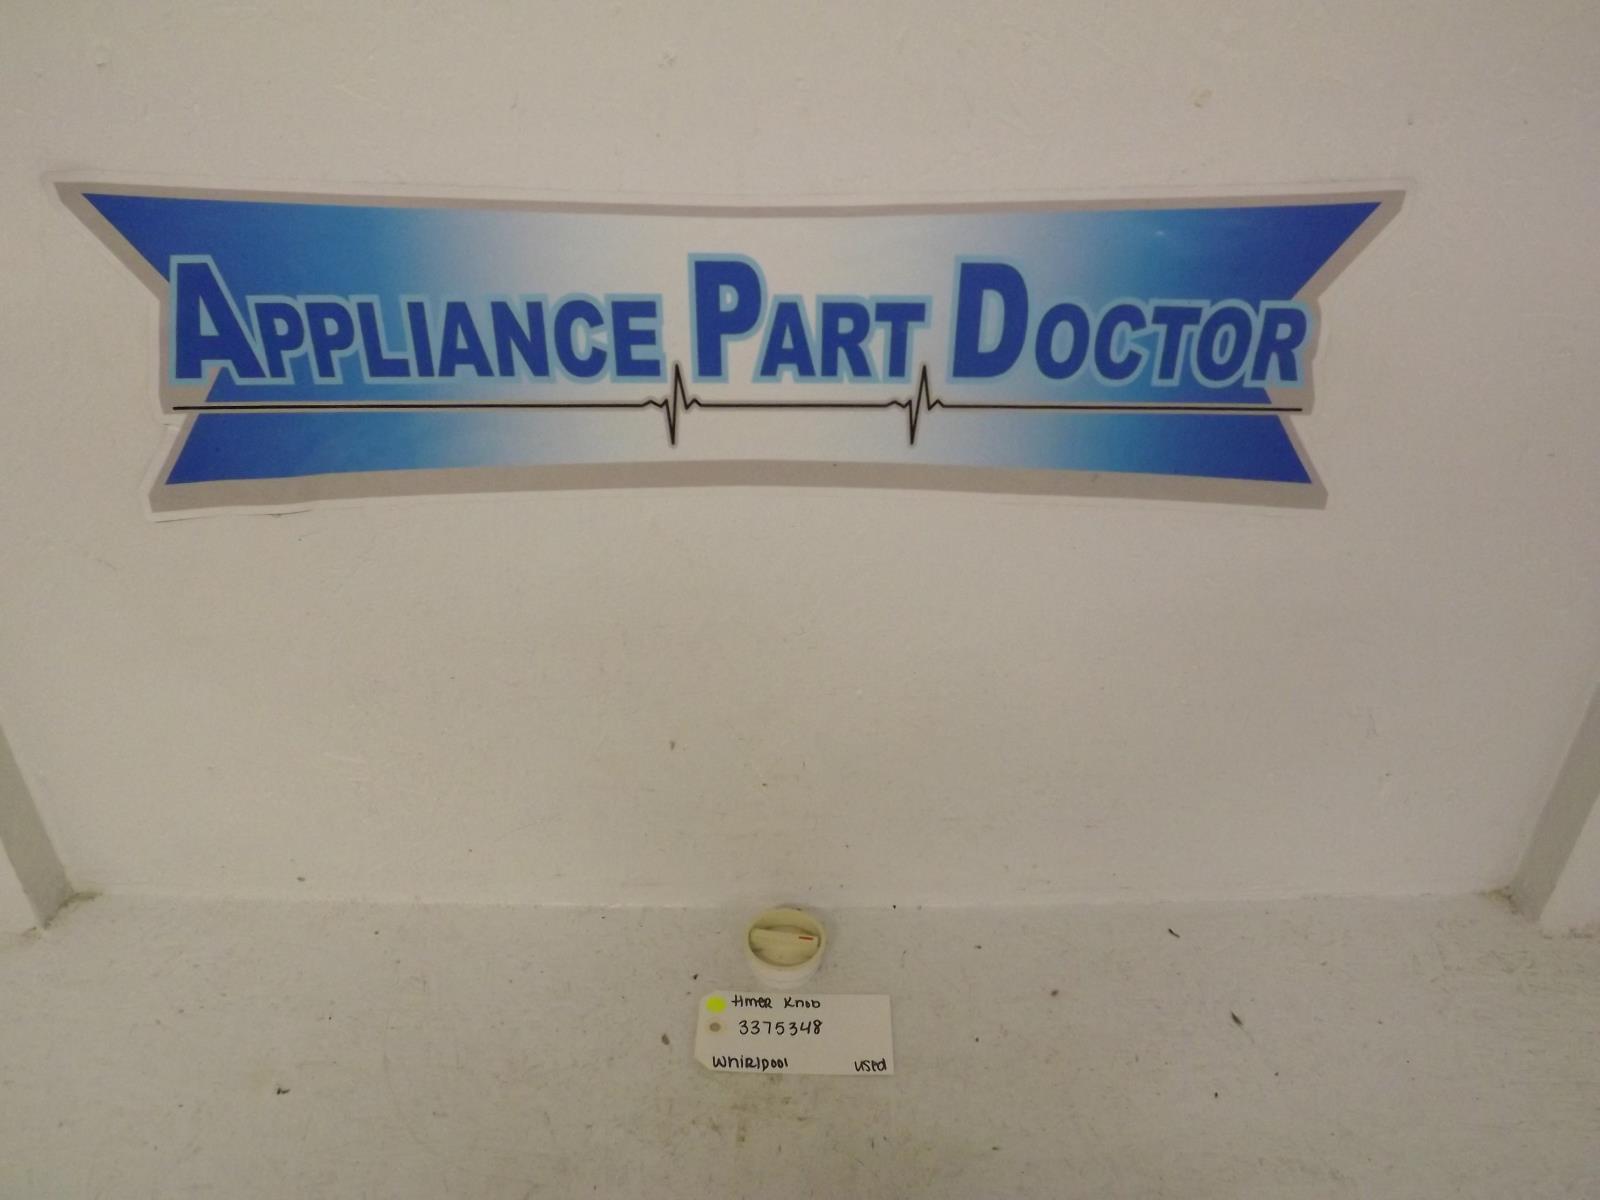 APPLIANCE PART DOCTOR
timer Knob
3375348
Whirlpool used